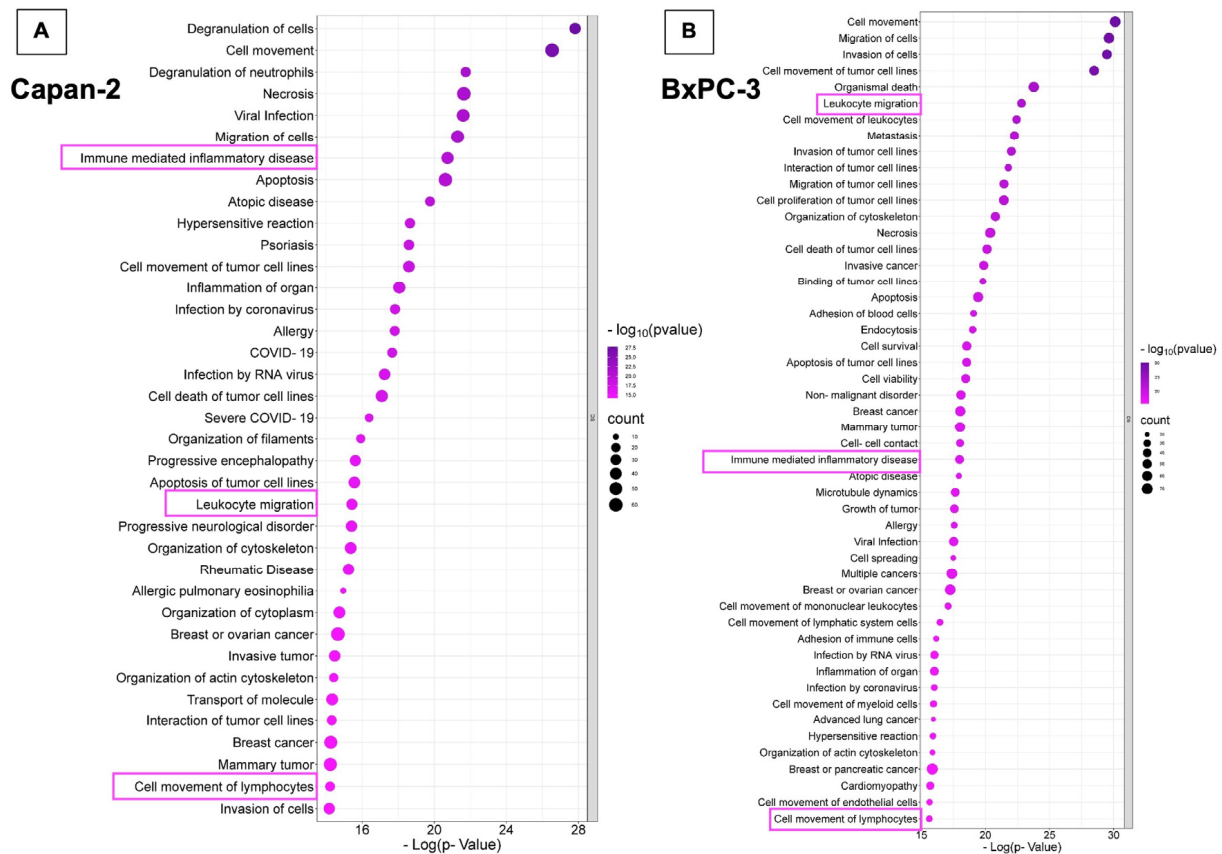 A
Capan-2
Degranulation of cells
Cell movement
Degranulation of neutrophils
Necrosis
Viral Infection
Migration of cells
Immune mediated inflammatory disease
Apoptosis
Atopic disease
Hypersensitive reaction
Psoriasis
Cell movement of tumor cell lines
Inflammation of organ
Infection by coronavirus
Allergy
COVID- 19
Infection by RNA virus
Cell death of tumor cell lines
Severe COVID- 19
Organization of filaments
Progressive encephalopathy
Apoptosis of tumor cell lines
Leukocyte migration
Progressive neurological disorder
Organization of cytoskeleton
Rheumatic Disease
Allergic pulmonary eosinophilia
Organization of cytoplasm
Breast or ovarian cancer
Invasive tumor
Organization of actin cytoskeleton
Transport of molecule
Interaction of tumor cell lines
Breast cancer
Mammary tumor
Cell movement of lymphocytes
Invasion of cells
16 20 24 28
- Log(p- Value)
- log10(pvalue)
27.5
25.0
22.5
20.0
17.5
15.0
count
10
20
30
40
50
60
B
BxPC-3
Cell movement
Migration of cells
Invasion of cells
Cell movement of tumor cell lines
Organismal death
Leukocyte migration
Cell movement of leukocytes
Metastasis
Invasion of tumor cell lines
Interaction of tumor cell lines
Migration of tumor cell lines
Cell proliferation of tumor cell lines
Organization of cytoskeleton
Necrosis
Cell death of tumor cell lines
Invasive cancer
Binding of tumor cell lines
Apoptosis
Adhesion of blood cells
Endocytosis
Cell survival
Apoptosis of tumor cell lines
Cell viability
Non- malignant disorder
Breast cancer
Mammary tumor
Cell- cell contact
Immune mediated inflammatory disease
Atopic disease
Microtubule dynamics
Growth of tumor
Allergy
Viral Infection
Cell spreading
Multiple cancers
Breast or ovarian cancer
Cell movement of mononuclear leukocytes
Cell movement of lymphatic system cells
Adhesion of immune cells
Infection by RNA virus
Inflammation of organ
Infection by coronavirus
Cell movement of myeloid cells
Advanced lung cancer
Hypersensitive reaction
Organization of actin cytoskeleton
Breast or pancreatic cancer
Cardiomyopathy
Cell movement of endothelial cells
Cell movement of lymphocytes
15 20 25 30
- Log(p- Value)
- log10(pvalue)
count